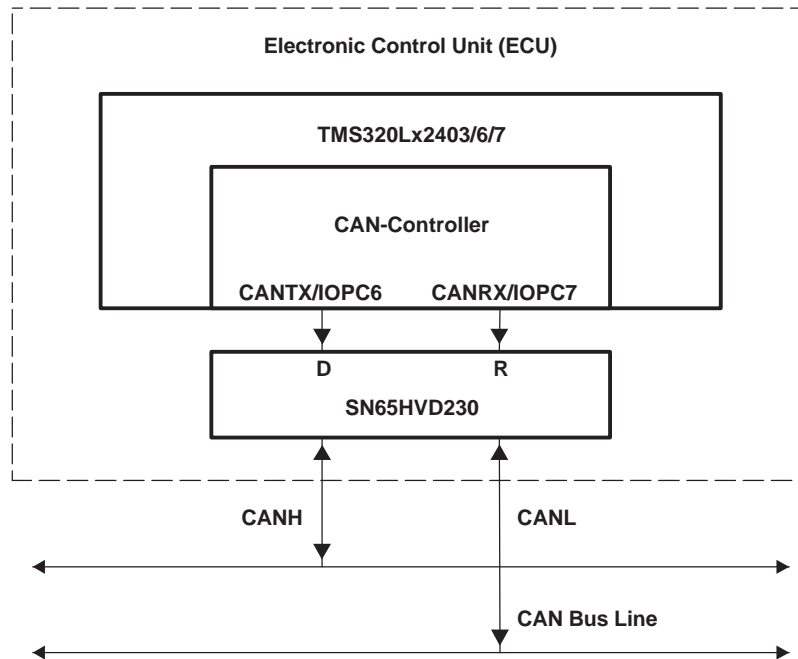 Electronic Control Unit (ECU)
TMS320Lx2403/6/7
CAN-Controller
CANTX/IOPC6 CANRX/IOPC7
D R
SN65HVD230
CANH CANL
CAN Bus Line